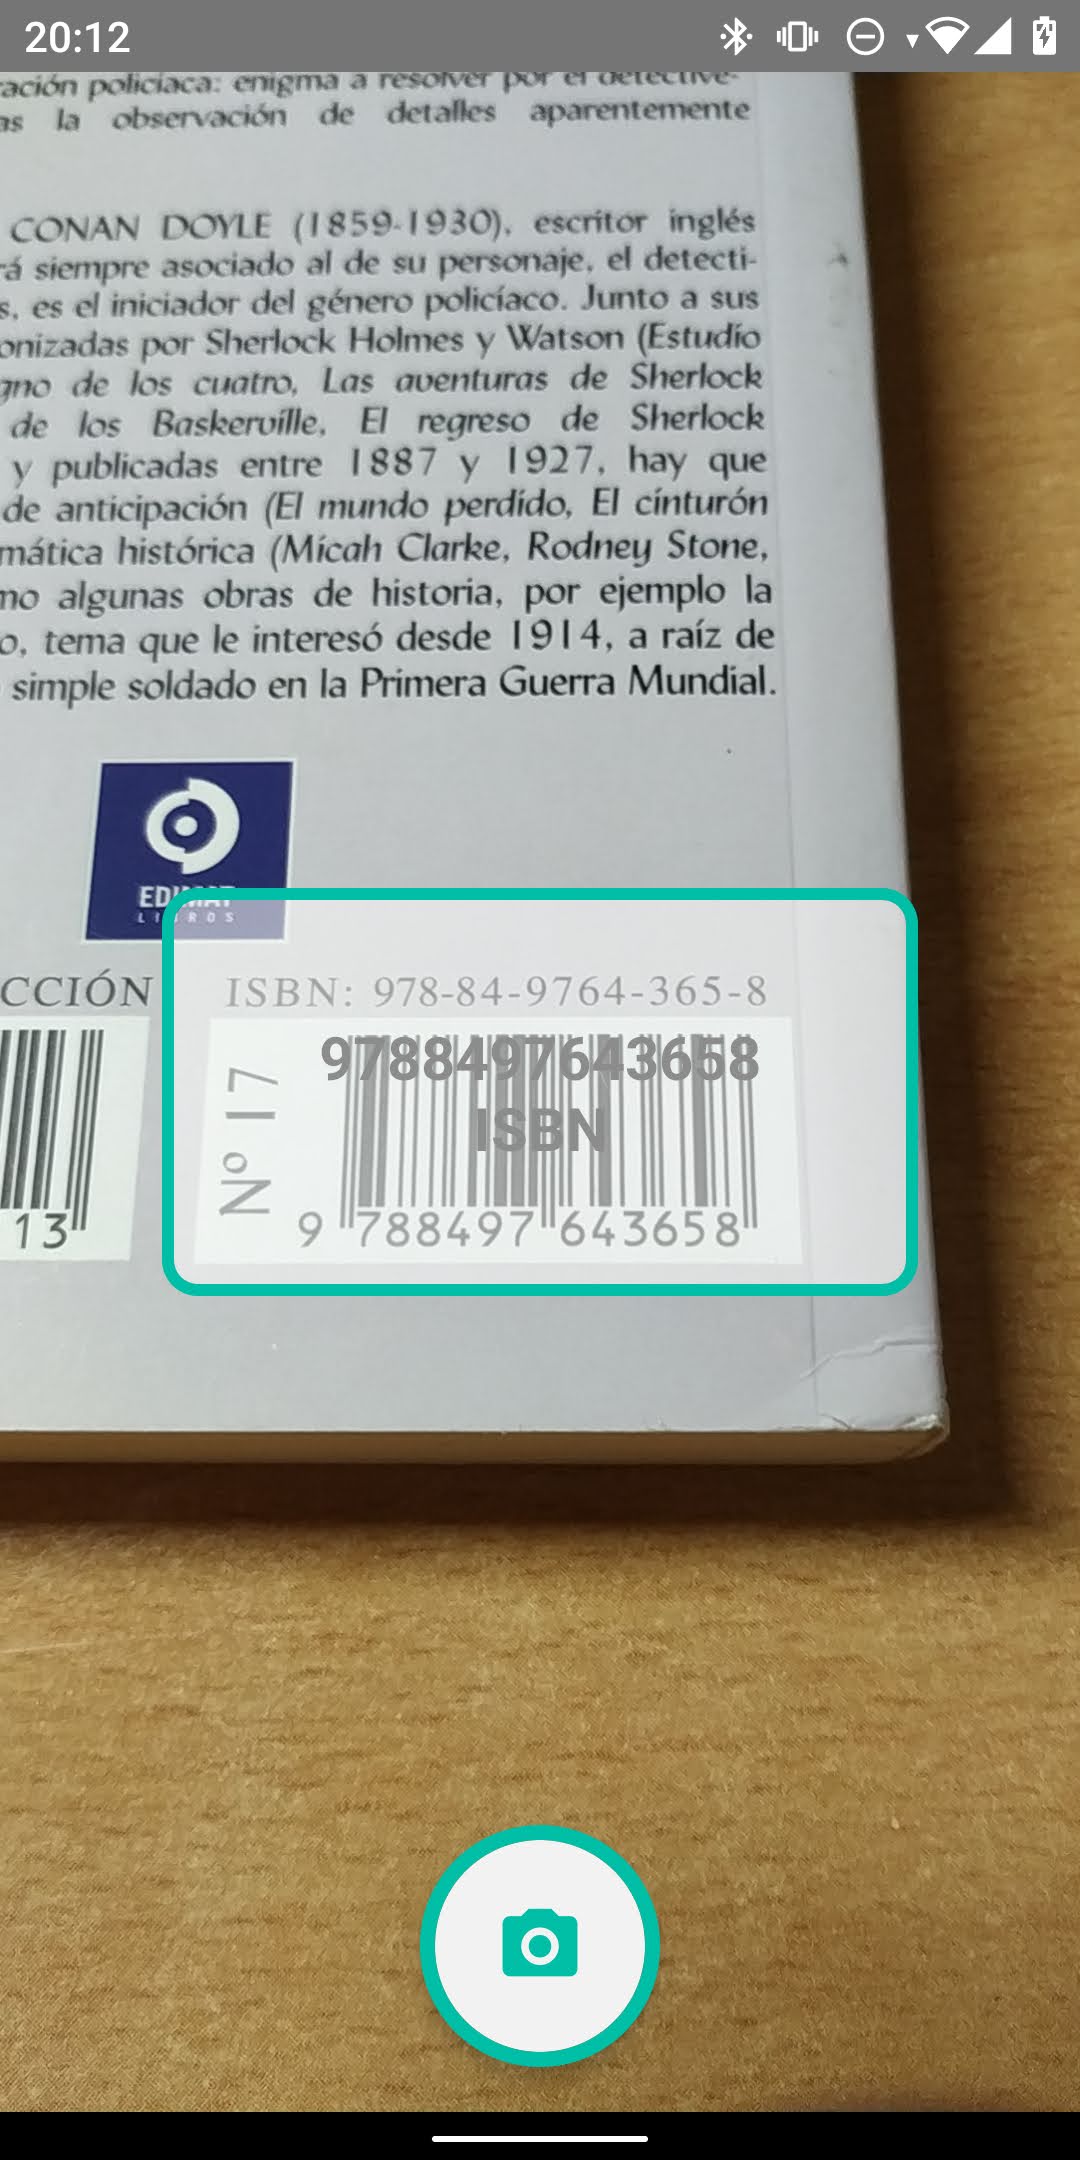 20:12
ación policíaca: enigma a resolver por el detective-
as la observación de detalles aparentemente
CONAN DOYLE (1859-1930), escritor inglés
rá siempre asociado al de su personaje, el detecti-
s, es el iniciador del género policíaco. Junto a sus
onizadas por Sherlock Holmes y Watson (Estudio
gno de los cuatro, Las aventuras de Sherlock
de los Baskerville, El regreso de Sherlock
y publicadas entre 1887 y 1927, hay que
de anticipación (El mundo perdido, El cinturón
mática histórica (Micah Clarke, Rodney Stone,
mo algunas obras de historia, por ejemplo la
o, tema que le interesó desde 1914, a raíz de
simple soldado en la Primera Guerra Mundial.
EDIMAT
LIBROS
CCIÓN
ISBN: 978-84-9764-365-8
Nº 17
9788497643658
ISBN
13
9 788497 643658